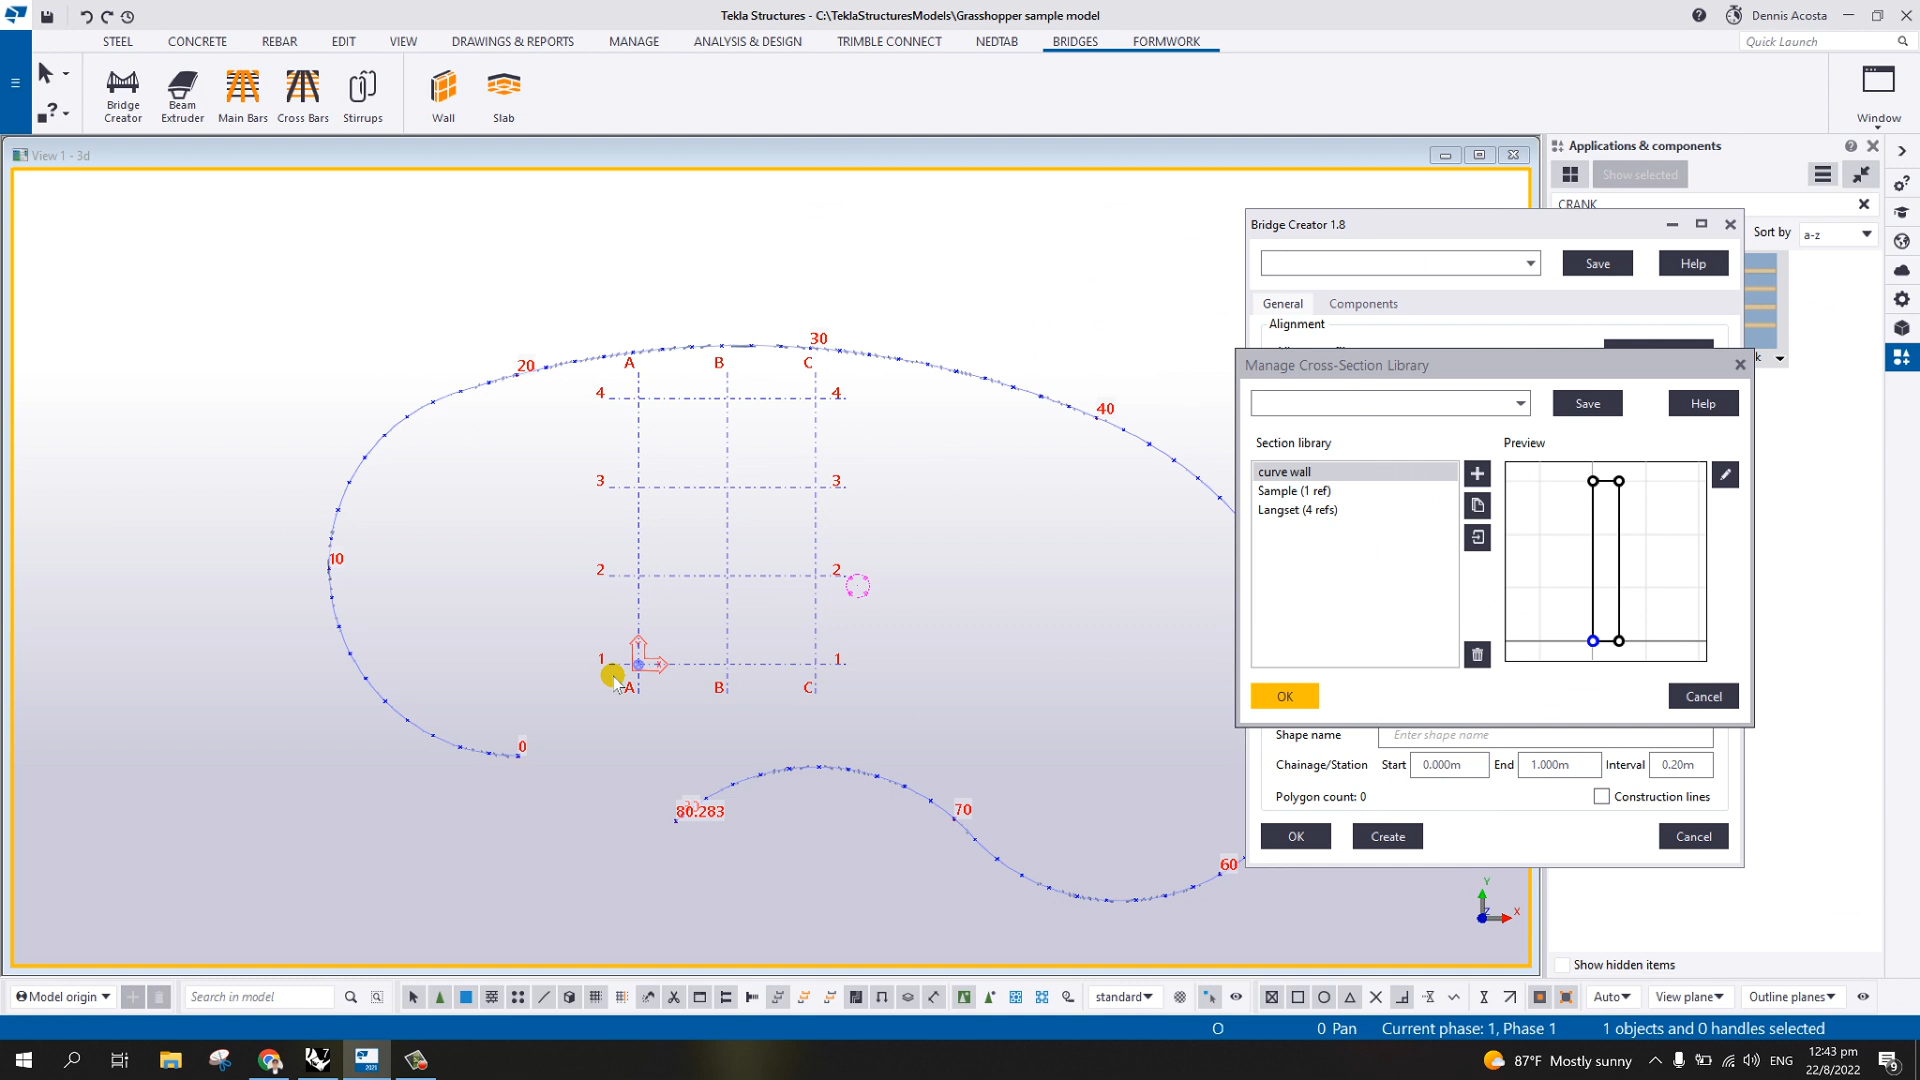 Tekla Structures - C:\TeklaStructuresModels\Grasshopper sample model
Dennis Acosta
STEEL CONCRETE REBAR EDIT VIEW DRAWINGS & REPORTS MANAGE ANALYSIS & DESIGN TRIMBLE CONNECT NEDTAB BRIDGES FORMWORK
Quick Launch
Bridge Creator
Beam Extruder
Main Bars
Cross Bars
Stirrups
Wall
Slab
Window
View 1 - 3d
Applications & components
Show selected
CRANK
Sort by a-z
Bridge Creator 1.8
Save
Help
General
Components
Alignment
Manage Cross-Section Library
Save
Help
Section library
Preview
curve wall
Sample (1 ref)
Langset (4 refs)
OK
Cancel
Shape name
Enter shape name
Chainage/Station Start 0.000m End 1.000m Interval 0.20m
Polygon count: 0
Construction lines
OK
Create
Cancel
20
30
40
10
0
80.283
70
60
A B C
4 4
3 3
2 2
1 1
A B C
Y
X
Z
Show hidden items
Model origin
Search in model
standard
Auto
View plane
Outline planes
O
0 Pan
Current phase: 1, Phase 1
1 objects and 0 handles selected
2021
87°F Mostly sunny
ENG
12:43 pm
22/8/2022
9